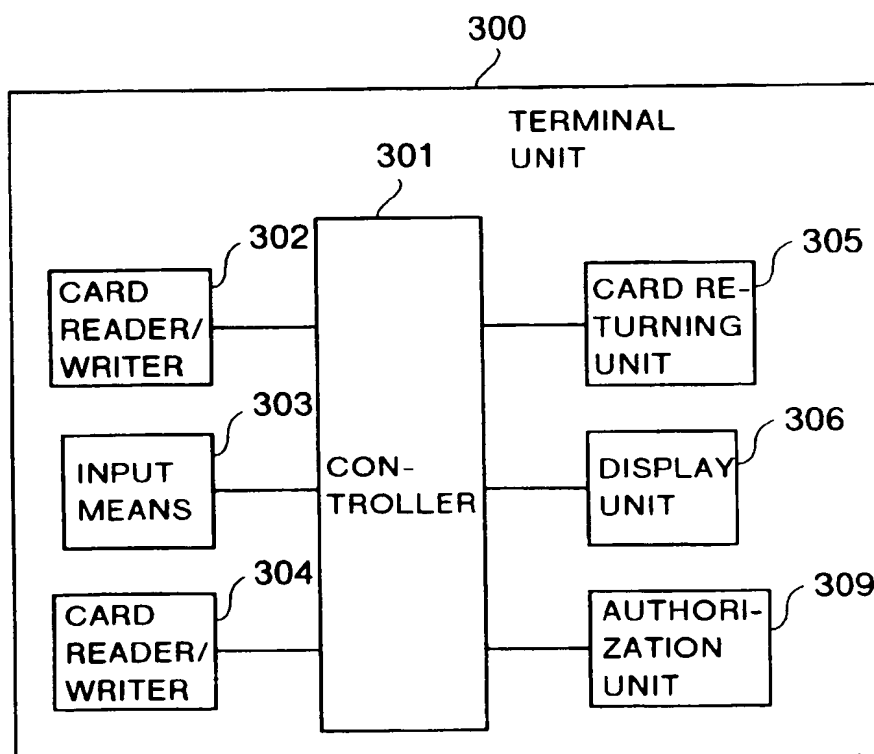 300
TERMINAL
UNIT
301
302
CARD
READER/
WRITER
303
INPUT
MEANS
304
CARD
READER/
WRITER
CON-
TROLLER
305
CARD RE-
TURNING
UNIT
306
DISPLAY
UNIT
309
AUTHORI-
ZATION
UNIT